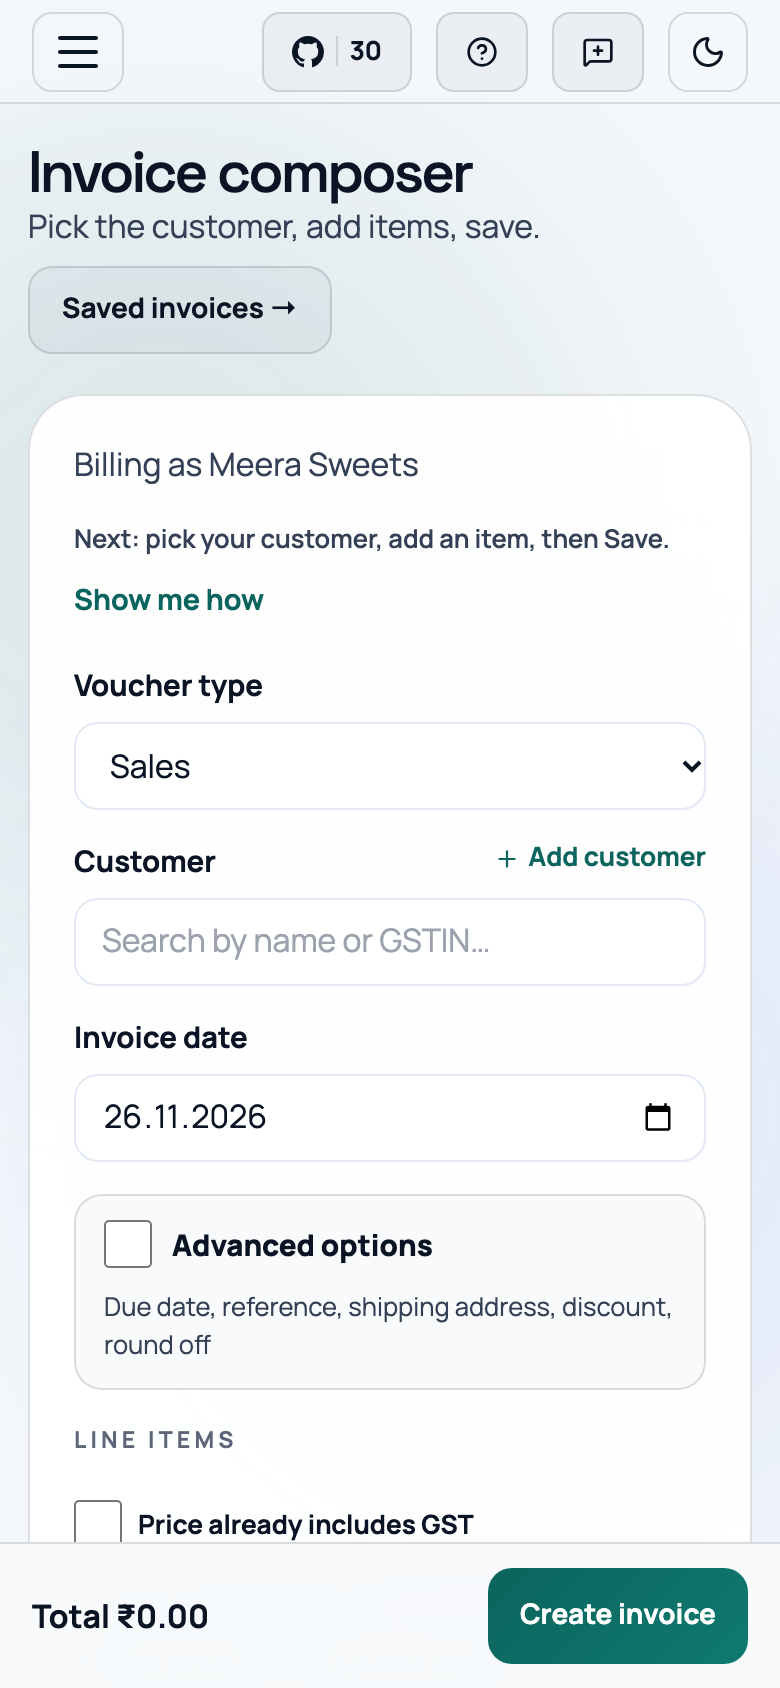 30
Invoice composer
Pick the customer, add items, save.
Saved invoices →
Billing as Meera Sweets
Next: pick your customer, add an item, then Save.
Show me how
Voucher type
Sales
Customer
+ Add customer
Search by name or GSTIN...
Invoice date
26.11.2026
Advanced options
Due date, reference, shipping address, discount,
round off
LINE ITEMS
Price already includes GST
Total ₹0.00
Create invoice